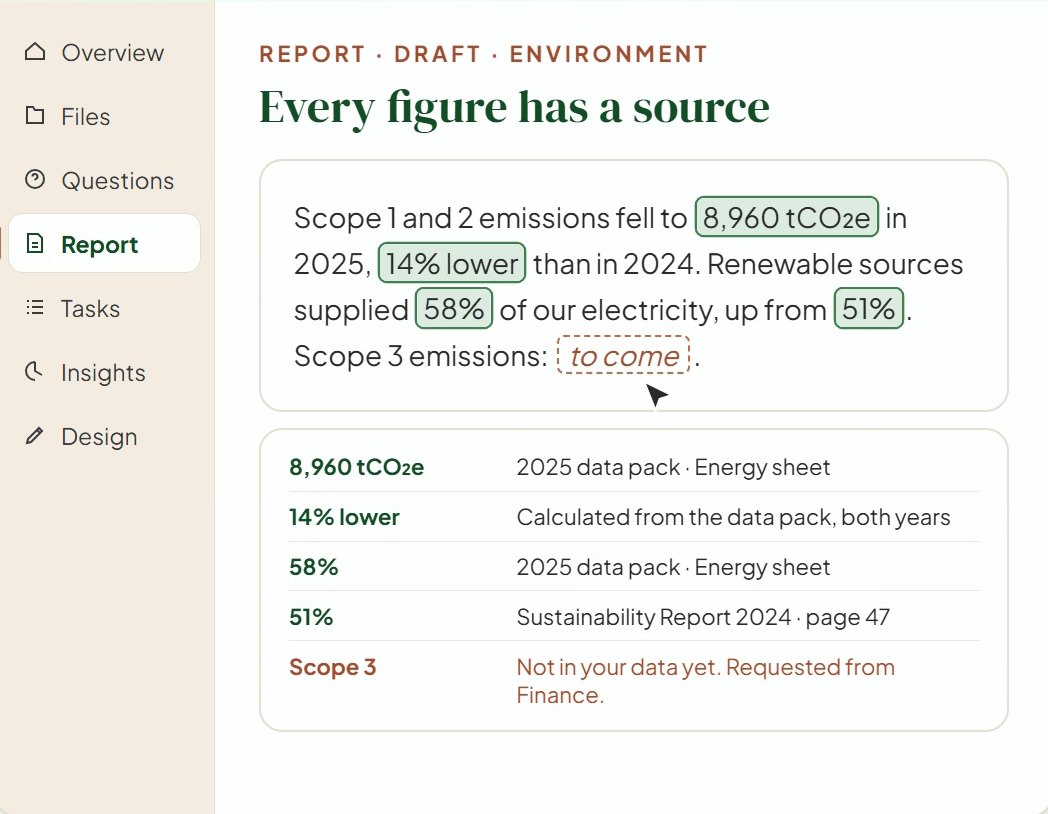 Overview
Files
Questions
Report
Tasks
Insights
Design
REPORT · DRAFT · ENVIRONMENT
Every figure has a source
Scope 1 and 2 emissions fell to 8,960 tCO₂e in
2025, 14% lower than in 2024. Renewable sources
supplied 58% of our electricity, up from 51%.
Scope 3 emissions: to come.
8,960 tCO₂e 2025 data pack · Energy sheet
14% lower Calculated from the data pack, both years
58% 2025 data pack · Energy sheet
51% Sustainability Report 2024 · page 47
Scope 3 Not in your data yet. Requested from
Finance.